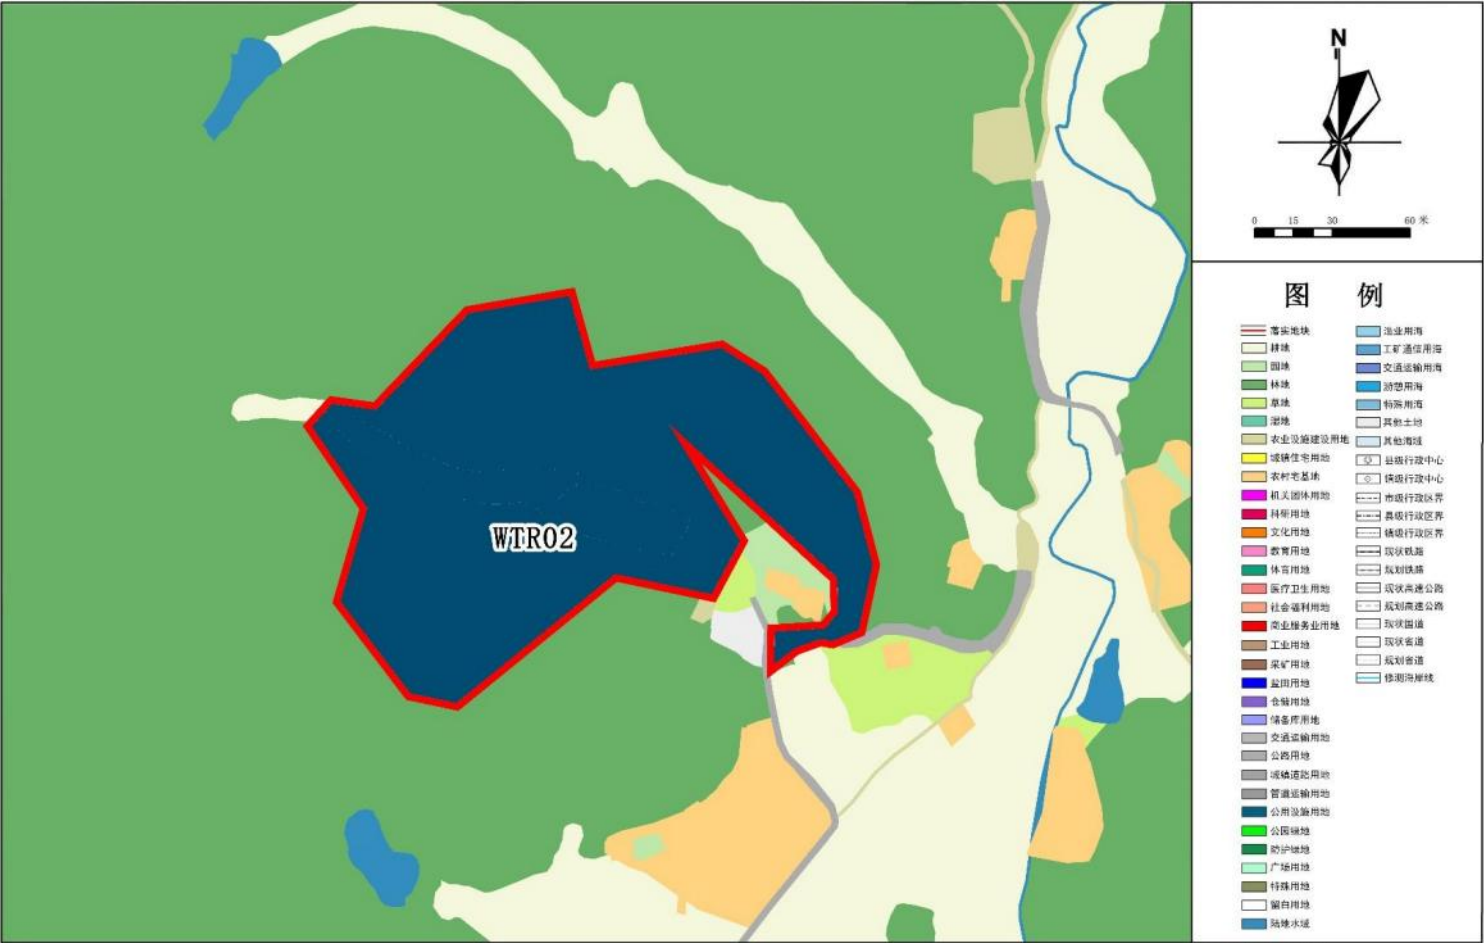 N
0 15 30 60 米
图 例
落实地块
耕地
园地
林地
草地
湿地
农业设施建设用地
城镇住宅用地
农村宅基地
机关团体用地
科研用地
文化用地
教育用地
体育用地
医疗卫生用地
社会福利用地
商业服务业用地
工业用地
采矿用地
盐田用地
仓储用地
储备库用地
交通运输用地
公路用地
城镇道路用地
管道运输用地
公用设施用地
公园绿地
防护绿地
广场用地
特殊用地
留白用地
陆地水域
渔业用海
工矿通信用海
交通运输用海
游憩用海
特殊用海
其他土地
其他海域
县级行政中心
镇级行政中心
市级行政区界
县级行政区界
镇级行政区界
现状铁路
规划铁路
现状高速公路
规划高速公路
现状国道
现状省道
规划省道
修测海岸线
WTR02